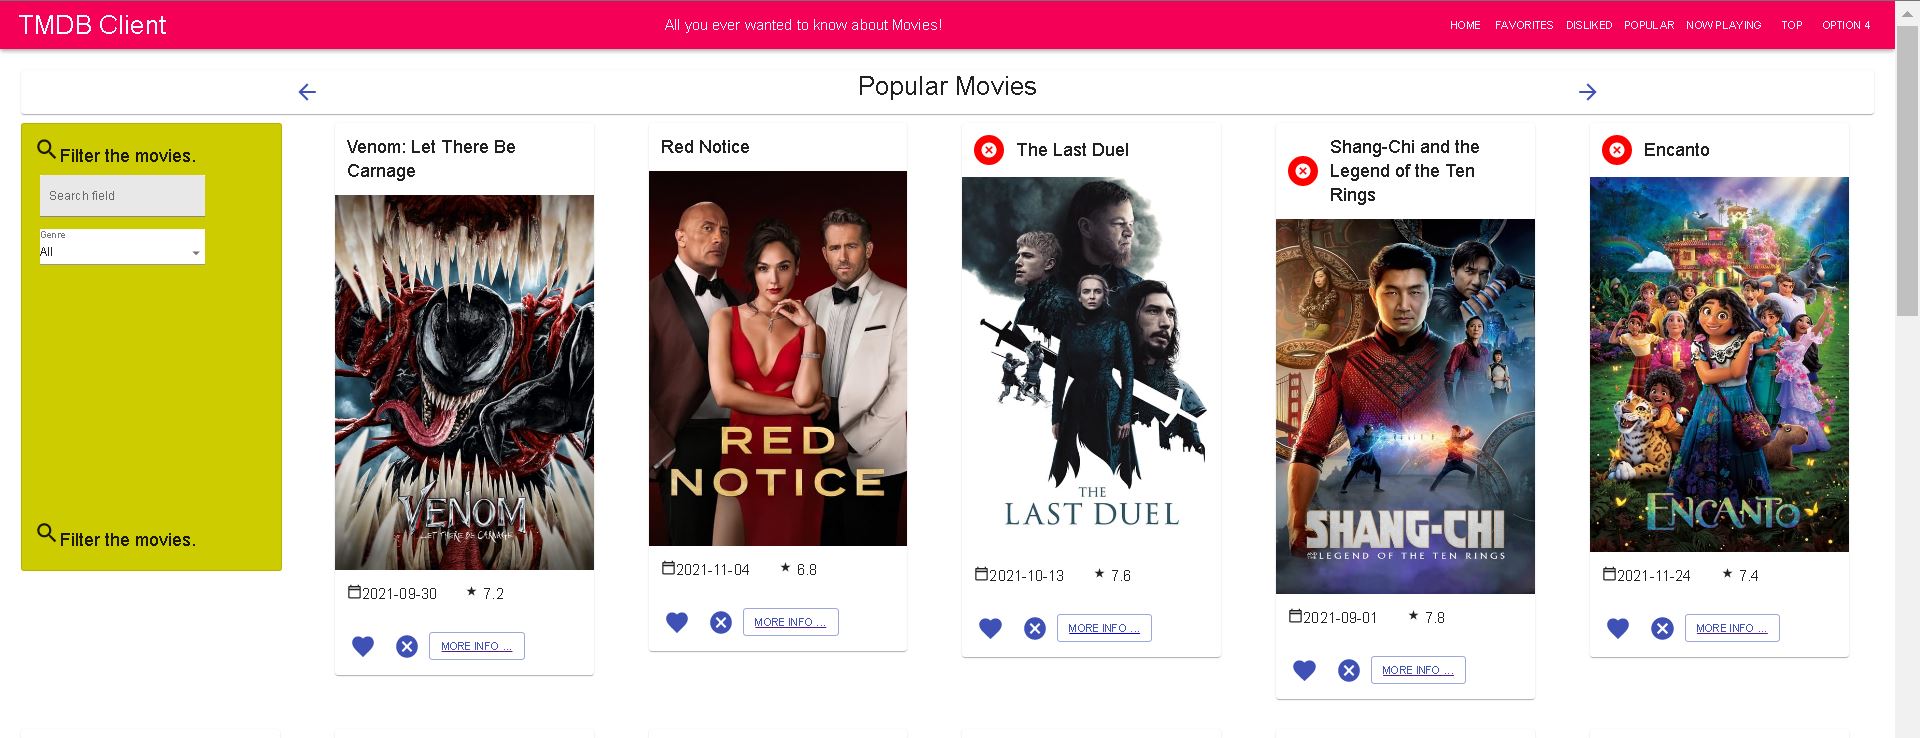 TMDB Client
All you ever wanted to know about Movies!
HOME FAVORITES DISLIKED POPULAR NOW PLAYING TOP OPTION 4
Popular Movies
Filter the movies.
Search field
Genre
All
Filter the movies.
Venom: Let There Be
Carnage
VENOM
LET THERE BE CARNAGE
2021-09-30 7.2
MORE INFO ...
Red Notice
RED
NOTICE
2021-11-04 6.8
MORE INFO ...
The Last Duel
THE
LAST DUEL
2021-10-13 7.6
MORE INFO ...
Shang-Chi and the
Legend of the Ten
Rings
SHANG-CHI
AND THE LEGEND OF THE TEN RINGS
2021-09-01 7.8
MORE INFO ...
Encanto
ENCANTO
2021-11-24 7.4
MORE INFO ...